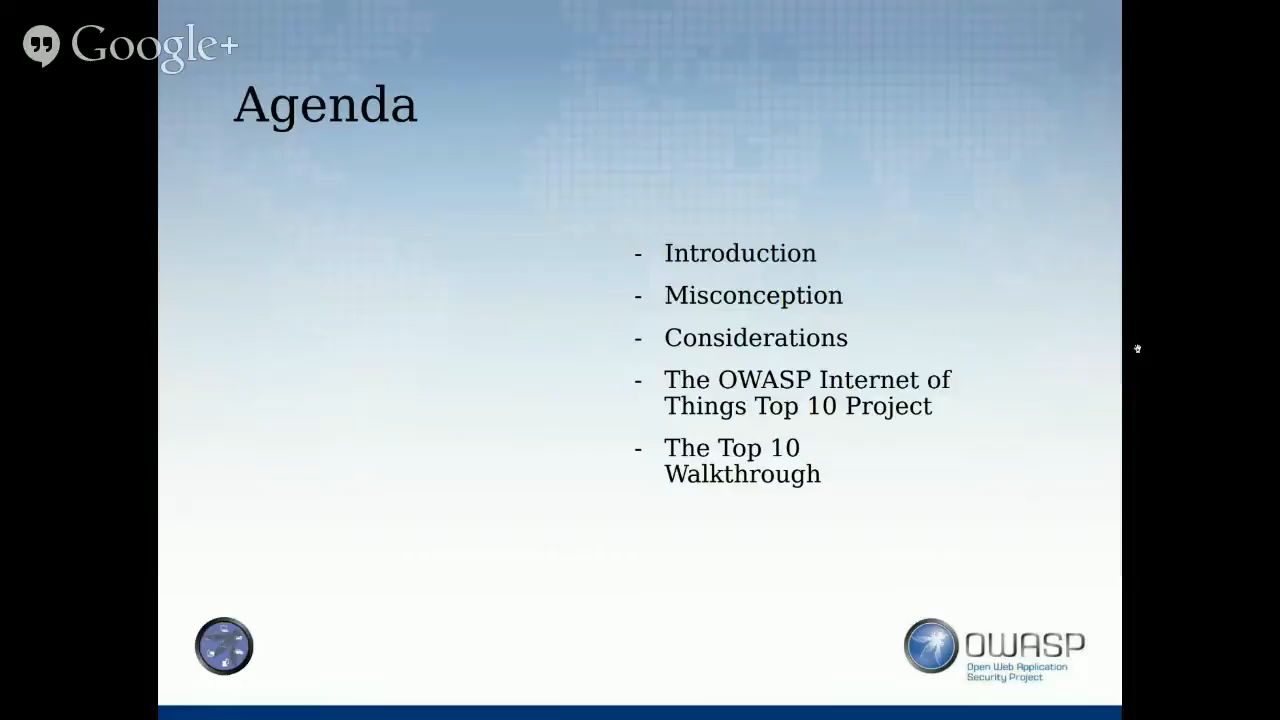 Google+
Agenda
- Introduction
- Misconception
- Considerations
- The OWASP Internet of
Things Top 10 Project
- The Top 10
Walkthrough
OWASP
Open Web Application
Security Project